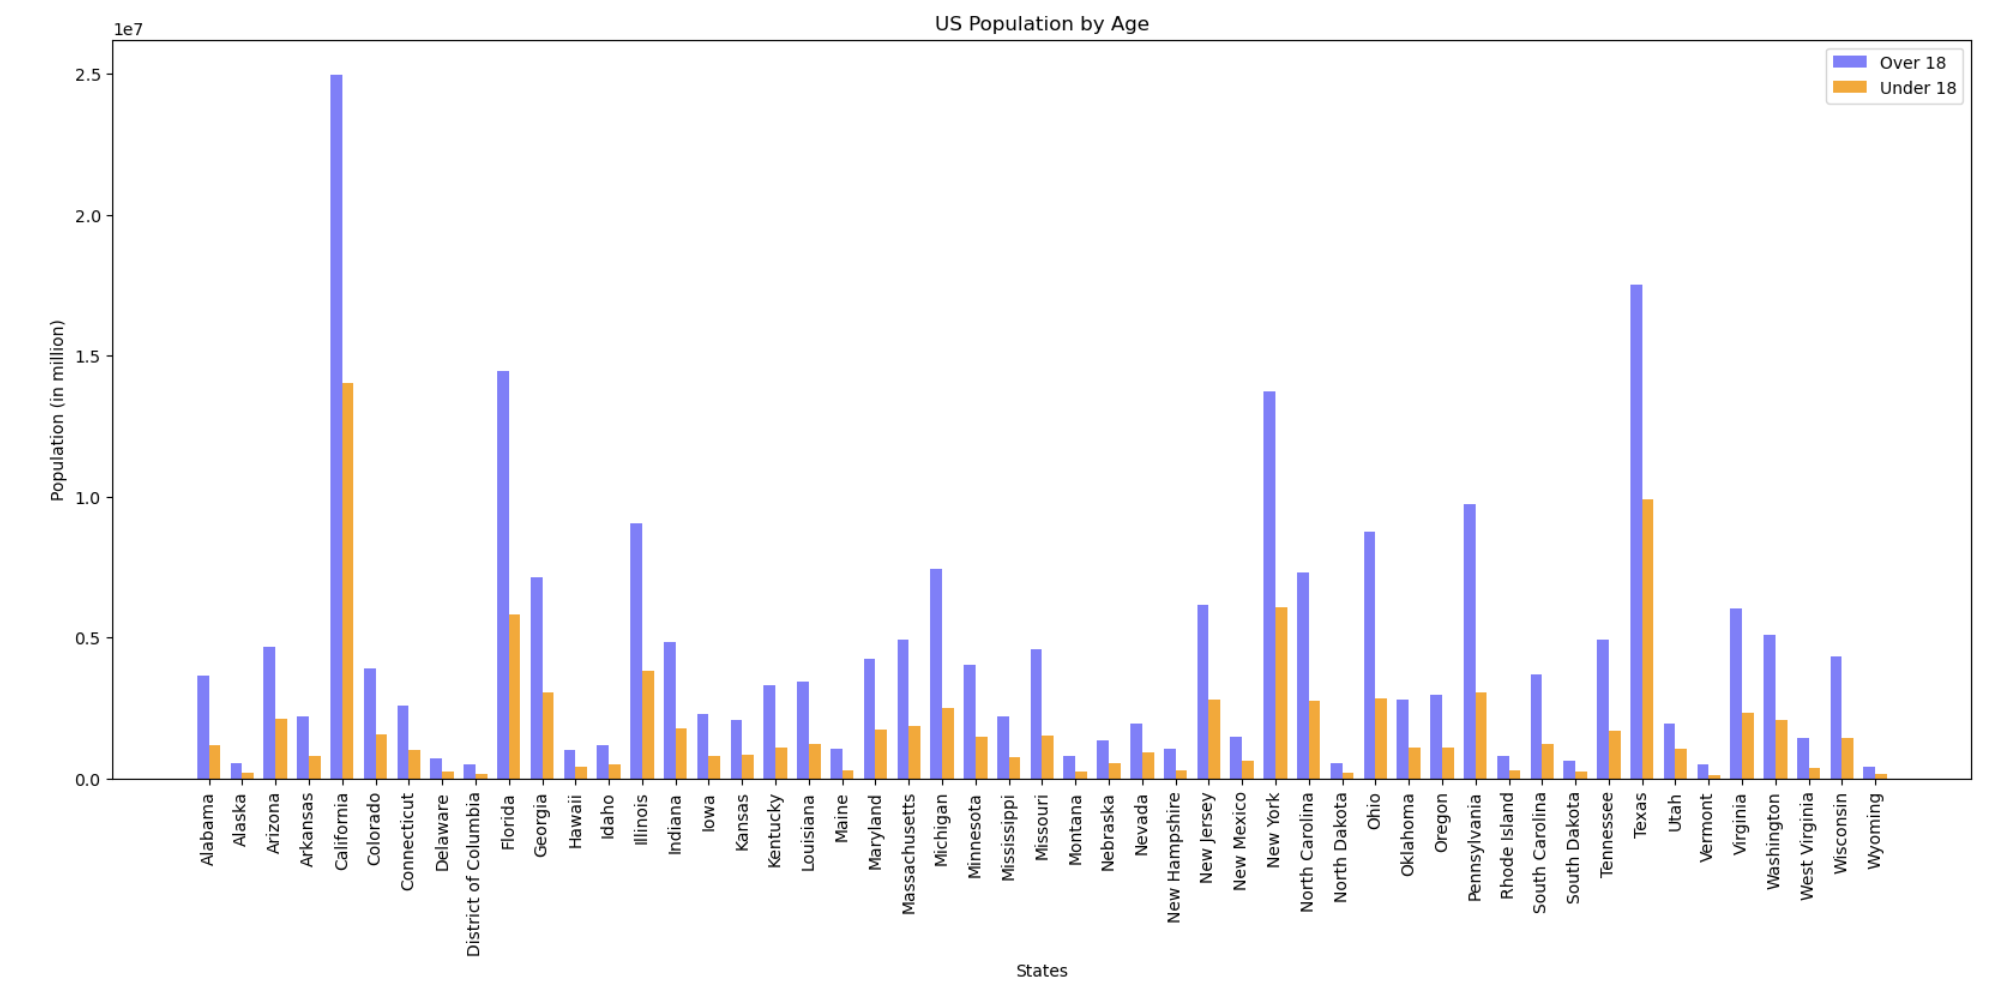 US Population by Age
1e7
Over 18
Under 18
2.5
2.0
1.5
1.0
0.5
0.0
Population (in million)
Alabama
Alaska
Arizona
Arkansas
California
Colorado
Connecticut
Delaware
District of Columbia
Florida
Georgia
Hawaii
Idaho
Illinois
Indiana
Iowa
Kansas
Kentucky
Louisiana
Maine
Maryland
Massachusetts
Michigan
Minnesota
Mississippi
Missouri
Montana
Nebraska
Nevada
New Hampshire
New Jersey
New Mexico
New York
North Carolina
North Dakota
Ohio
Oklahoma
Oregon
Pennsylvania
Rhode Island
South Carolina
South Dakota
Tennessee
Texas
Utah
Vermont
Virginia
Washington
West Virginia
Wisconsin
Wyoming
States